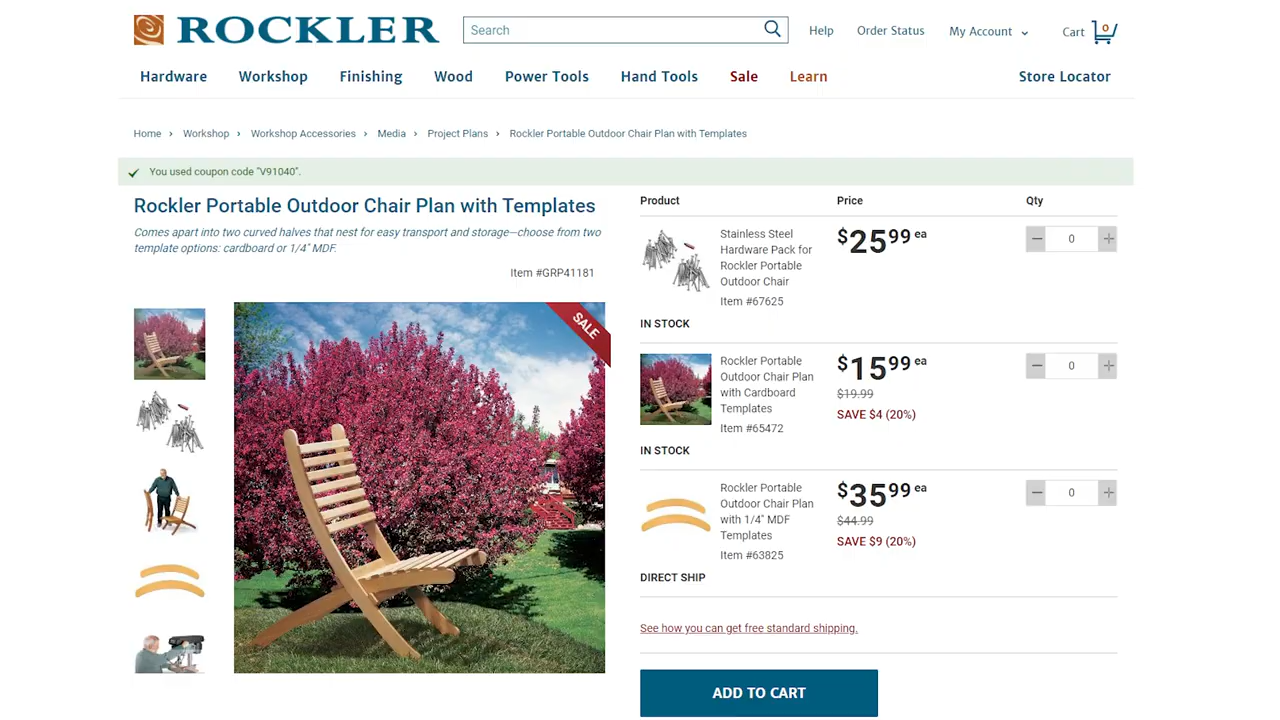 ROCKLER
Search
Help
Order Status
My Account
Cart
0
Hardware
Workshop
Finishing
Wood
Power Tools
Hand Tools
Sale
Learn
Store Locator
Home › Workshop › Workshop Accessories › Media › Project Plans › Rockler Portable Outdoor Chair Plan with Templates
You used coupon code "V91040".
Rockler Portable Outdoor Chair Plan with Templates
Comes apart into two curved halves that nest for easy transport and storage—choose from two
template options: cardboard or 1/4" MDF.
Item #GRP41181
SALE
Product
Price
Qty
Stainless Steel
Hardware Pack for
Rockler Portable
Outdoor Chair
Item #67625
$25.99 ea
0
IN STOCK
Rockler Portable
Outdoor Chair Plan
with Cardboard
Templates
Item #65472
$15.99 ea
$19.99
SAVE $4 (20%)
0
IN STOCK
Rockler Portable
Outdoor Chair Plan
with 1/4" MDF
Templates
Item #63825
$35.99 ea
$44.99
SAVE $9 (20%)
0
DIRECT SHIP
See how you can get free standard shipping.
ADD TO CART